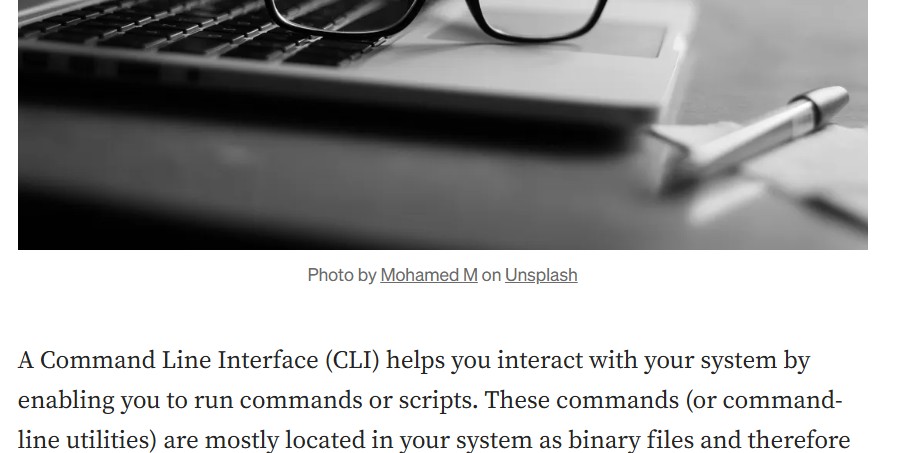 Photo by Mohamed M on Unsplash
A Command Line Interface (CLI) helps you interact with your system by
enabling you to run commands or scripts. These commands (or command-
line utilities) are mostly located in your system as binary files and therefore